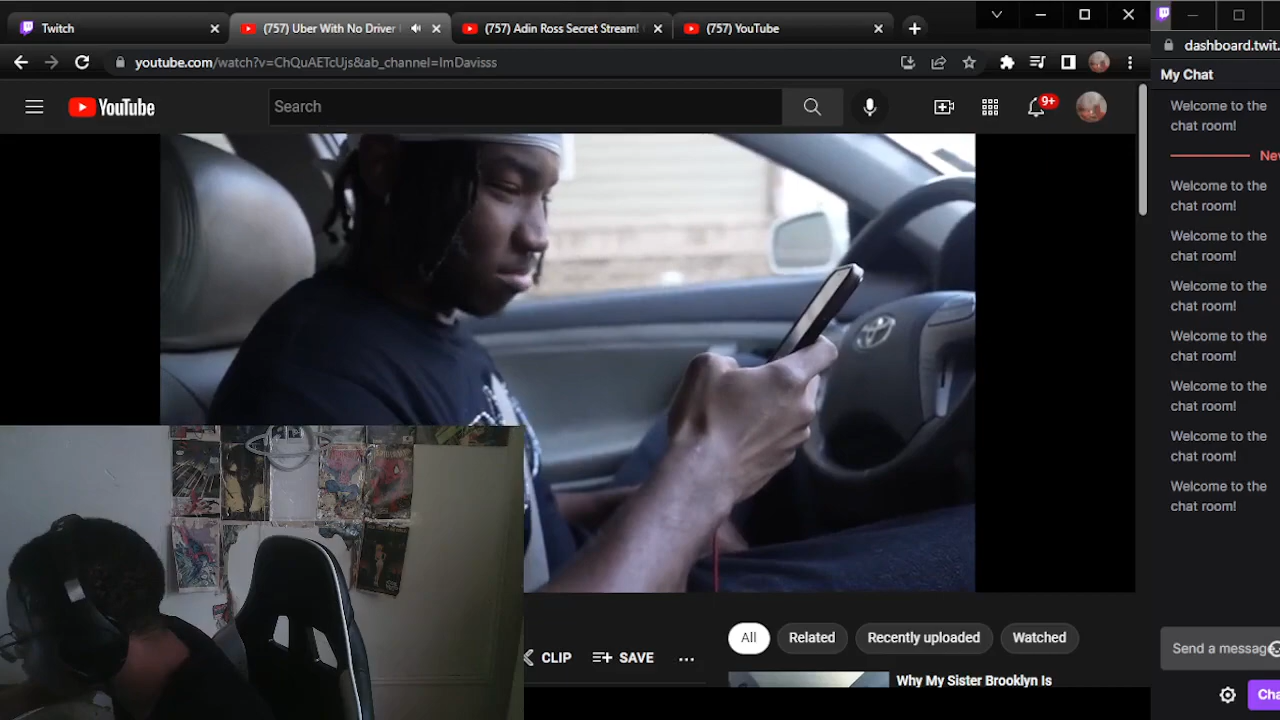 Twitch
(757) Uber With No Driver
(757) Adin Ross Secret Stream!
(757) YouTube
youtube.com/watch?v=ChQuAETcUjs&ab_channel=ImDavisss
dashboard.twit
My Chat
YouTube
Search
9+
Welcome to the
chat room!
Ne
Welcome to the
chat room!
Welcome to the
chat room!
Welcome to the
chat room!
Welcome to the
chat room!
Welcome to the
chat room!
Welcome to the
chat room!
Welcome to the
chat room!
All
Related
Recently uploaded
Watched
CLIP
SAVE
Why My Sister Brooklyn Is
Send a message
Cha